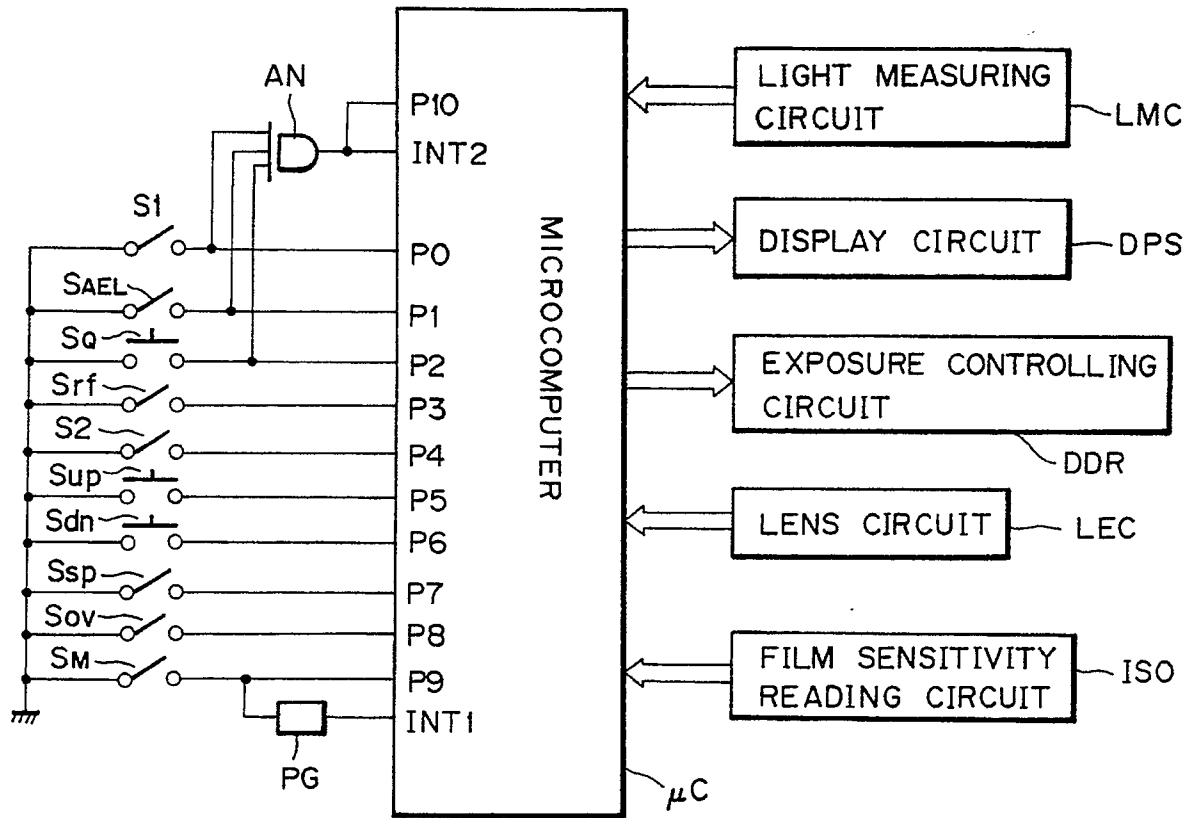 AN
P10
INT2
S1
P0
SAEL
P1
SQ
P2
Srf
P3
S2
P4
Sup
P5
Sdn
P6
Ssp
P7
Sov
P8
SM
P9
INT1
PG
MICROCOMPUTER
μC
LIGHT MEASURING
CIRCUIT
LMC
DISPLAY CIRCUIT
DPS
EXPOSURE CONTROLLING
CIRCUIT
DDR
LENS CIRCUIT
LEC
FILM SENSITIVITY
READING CIRCUIT
ISO